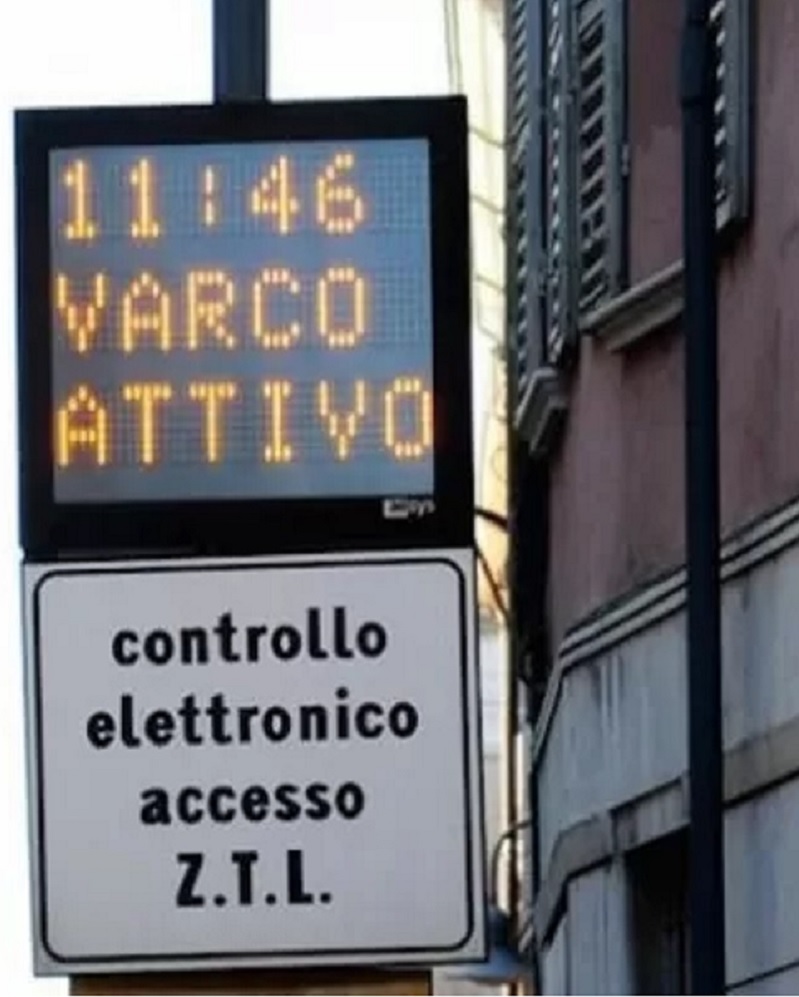 11:46
VARCO
ATTIVO
controllo
elettronico
accesso
Z.T.L.